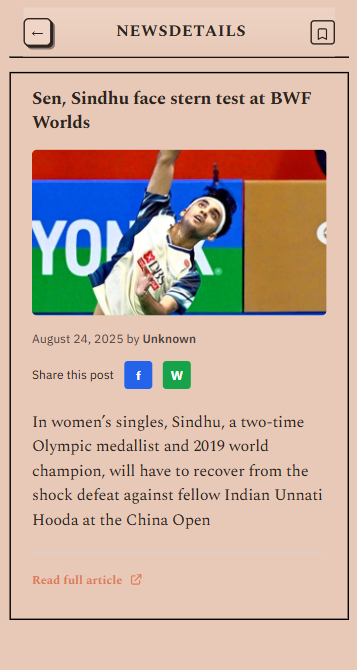 ←
NEWSDETAILS
Sen, Sindhu face stern test at BWF
Worlds
YON
®
August 24, 2025 by Unknown
Share this post f W
In women’s singles, Sindhu, a two-time
Olympic medallist and 2019 world
champion, will have to recover from the
shock defeat against fellow Indian Unnati
Hooda at the China Open
Read full article